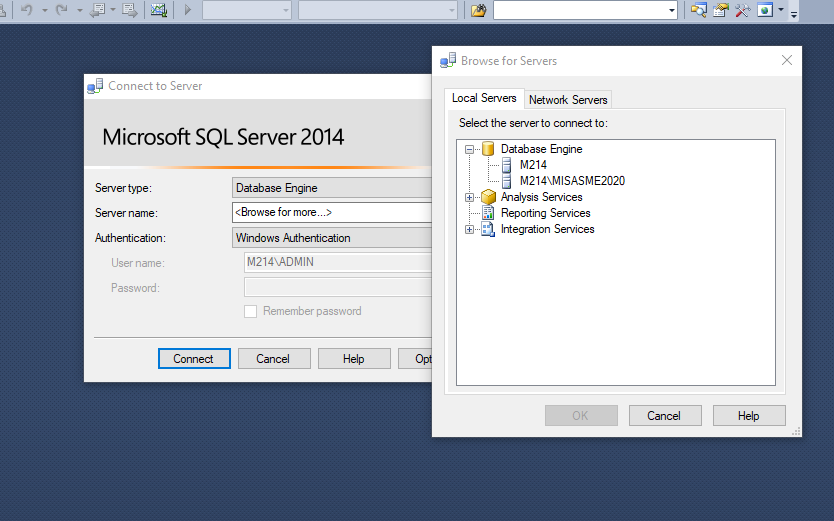 Connect to Server
Microsoft SQL Server 2014
Server type:
Database Engine
Server name:
<Browse for more...>
Authentication:
Windows Authentication
User name:
M214\ADMIN
Password:
Remember password
Connect
Cancel
Help
Opt
Browse for Servers
Local Servers
Network Servers
Select the server to connect to:
Database Engine
M214
M214\MISASME2020
Analysis Services
Reporting Services
Integration Services
OK
Cancel
Help